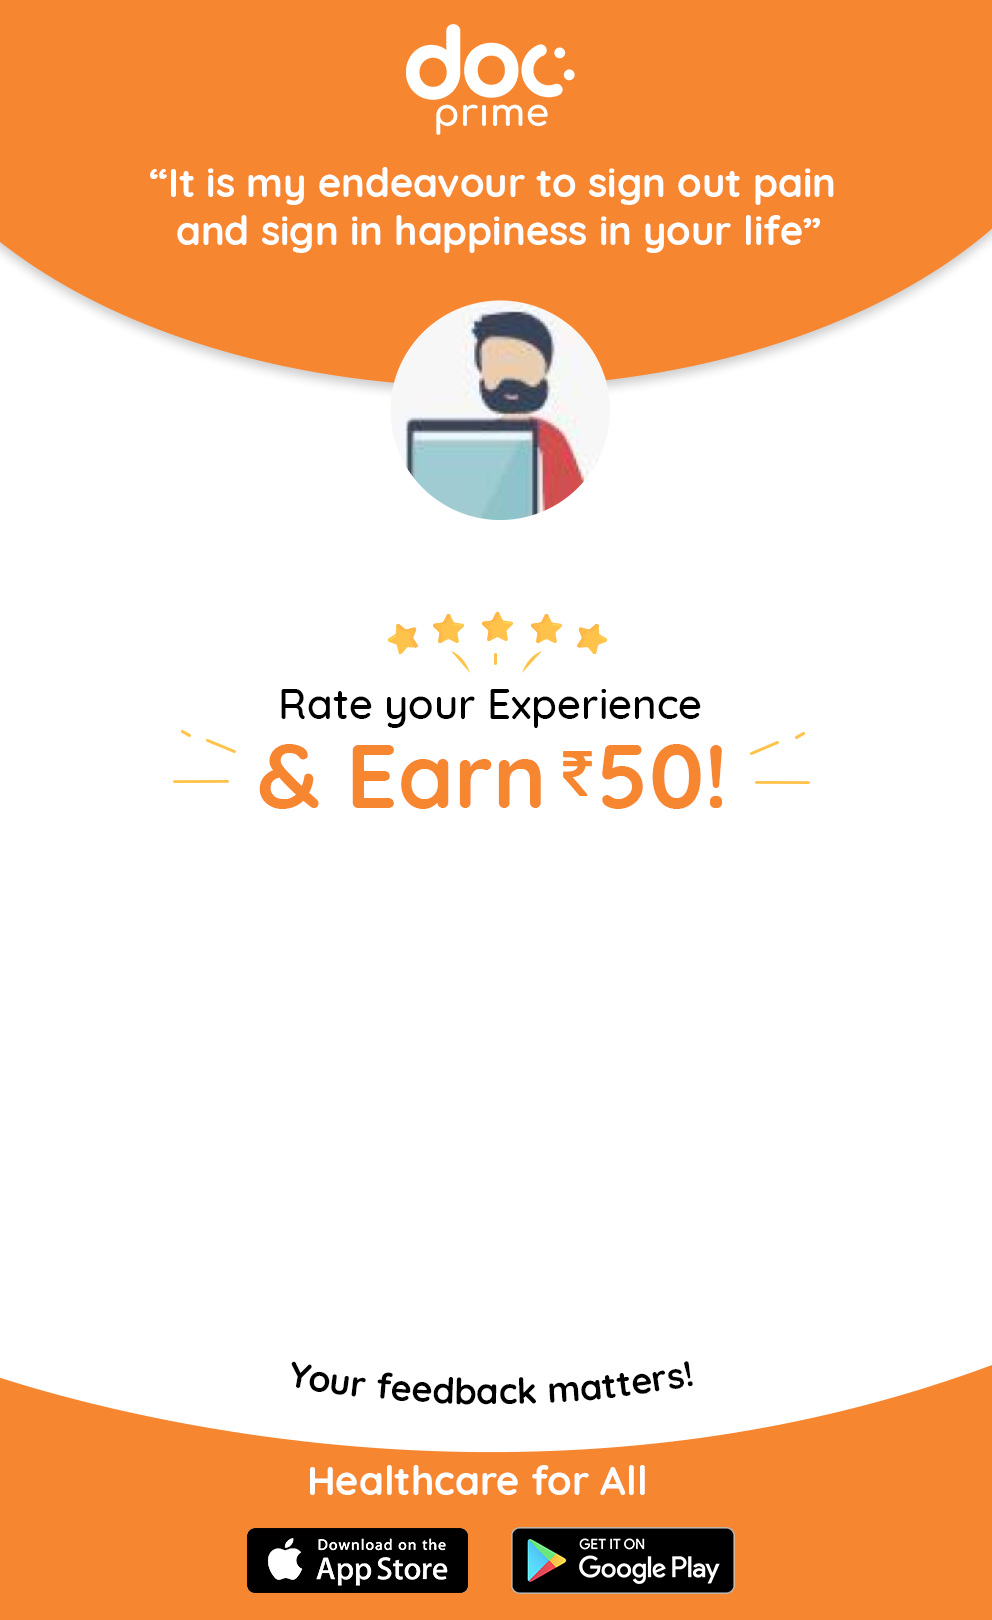 doc
prime
“It is my endeavour to sign out pain
and sign in happiness in your life”
Rate your Experience
& Earn ₹50!
Your feedback matters!
Healthcare for All
Download on the
App Store
GET IT ON
Google Play